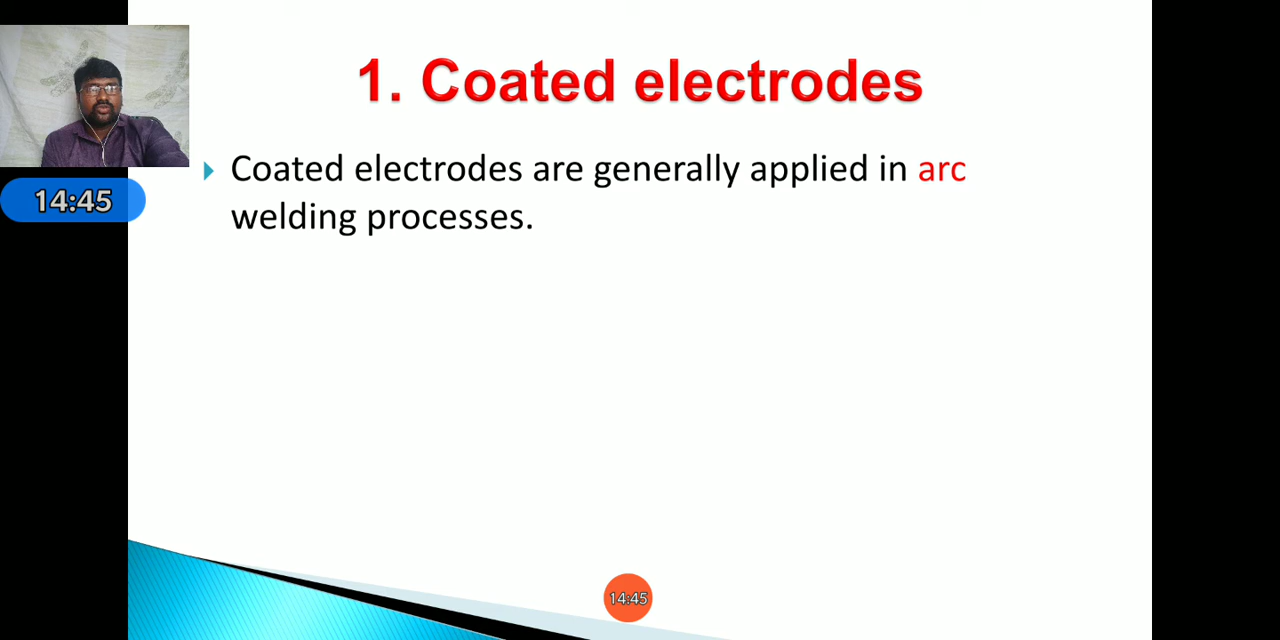 1. Coated electrodes
Coated electrodes are generally applied in arc
welding processes.
14:45
14:45